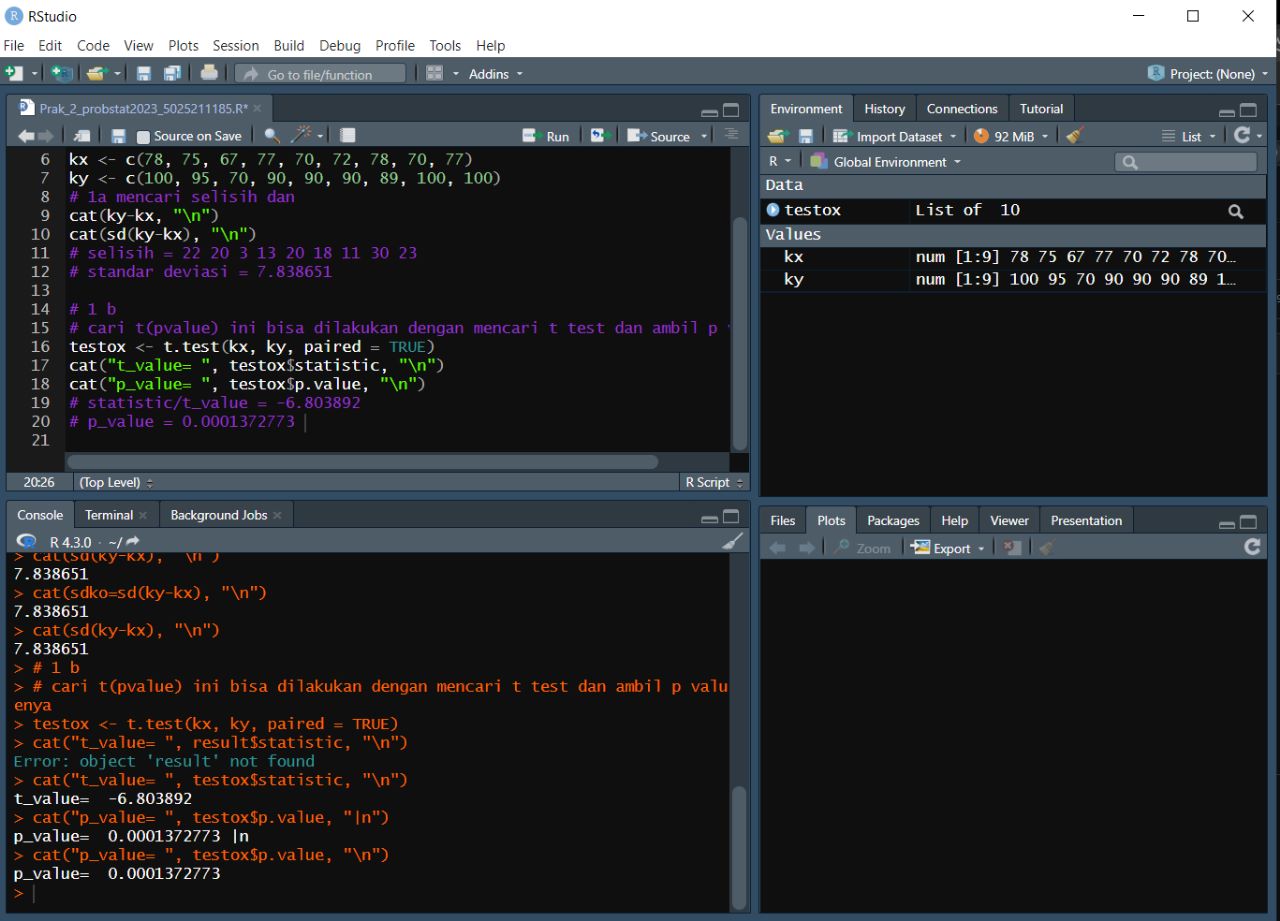 RStudio
File Edit Code View Plots Session Build Debug Profile Tools Help
Go to file/function Addins Project: (None)
Prak_2_probstat2023_5025211185.R*
Source on Save Run Source
6 kx <- c(78, 75, 67, 77, 70, 72, 78, 70, 77)
7 ky <- c(100, 95, 70, 90, 90, 90, 89, 100, 100)
8 # 1a mencari selisih dan
9 cat(ky-kx, "\n")
10 cat(sd(ky-kx), "\n")
11 # selisih = 22 20 3 13 20 18 11 30 23
12 # standar deviasi = 7.838651
13
14 # 1 b
15 # cari t(pvalue) ini bisa dilakukan dengan mencari t test dan ambil p
16 testox <- t.test(kx, ky, paired = TRUE)
17 cat("t_value= ", testox$statistic, "\n")
18 cat("p_value= ", testox$p.value, "\n")
19 # statistic/t_value = -6.803892
20 # p_value = 0.0001372773
21
20:26 (Top Level) R Script
Console Terminal Background Jobs
R 4.3.0 · ~/
> cat(sd(ky-kx), "\n")
7.838651
> cat(sdko=sd(ky-kx), "\n")
7.838651
> cat(sd(ky-kx), "\n")
7.838651
> # 1 b
> # cari t(pvalue) ini bisa dilakukan dengan mencari t test dan ambil p valu
enya
> testox <- t.test(kx, ky, paired = TRUE)
> cat("t_value= ", result$statistic, "\n")
Error: object 'result' not found
> cat("t_value= ", testox$statistic, "\n")
t_value=  -6.803892
> cat("p_value= ", testox$p.value, "|n")
p_value=  0.0001372773 |n
> cat("p_value= ", testox$p.value, "\n")
p_value=  0.0001372773
>
Environment History Connections Tutorial
Import Dataset 92 MiB List
R Global Environment
Data
testox List of  10
Values
kx num [1:9] 78 75 67 77 70 72 78 70…
ky num [1:9] 100 95 70 90 90 90 89 1…
Files Plots Packages Help Viewer Presentation
Zoom Export